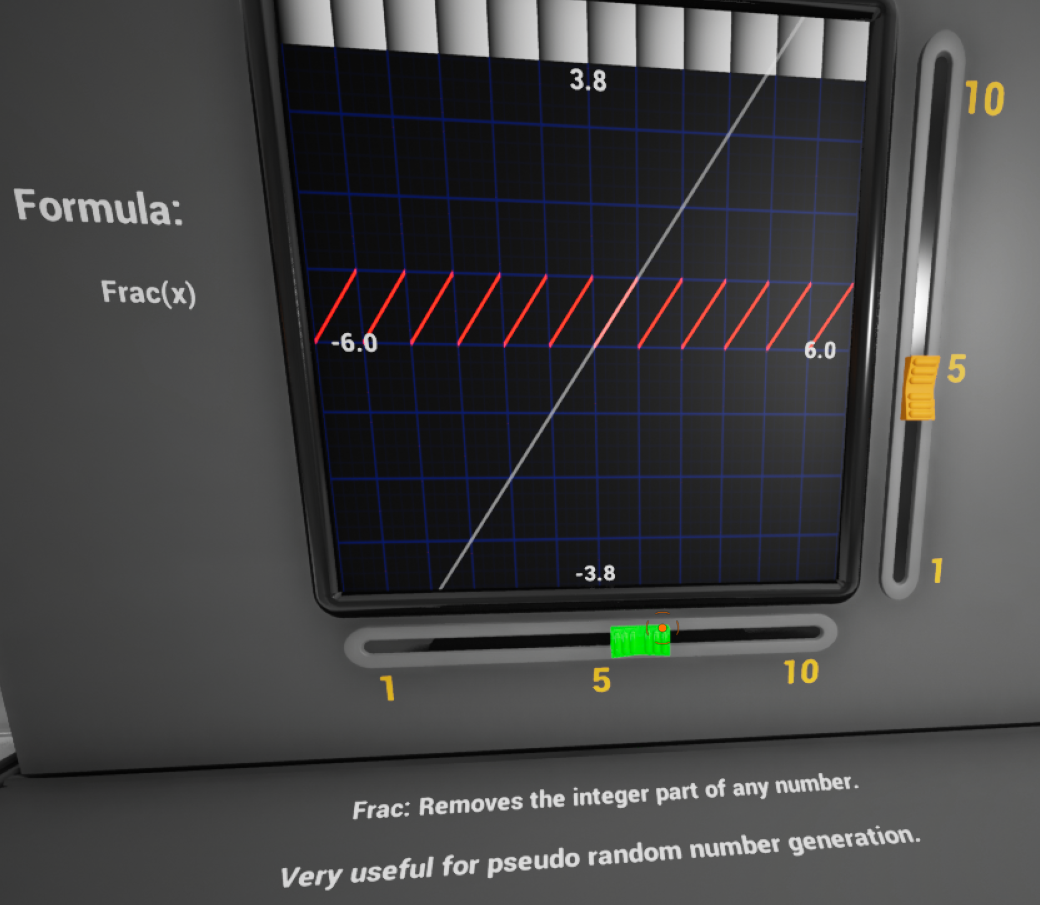 3.8
10
Formula:
Frac(x)
-6.0
6.0
5
-3.8
1
1
5
10
Frac: Removes the integer part of any number.
Very useful for pseudo random number generation.